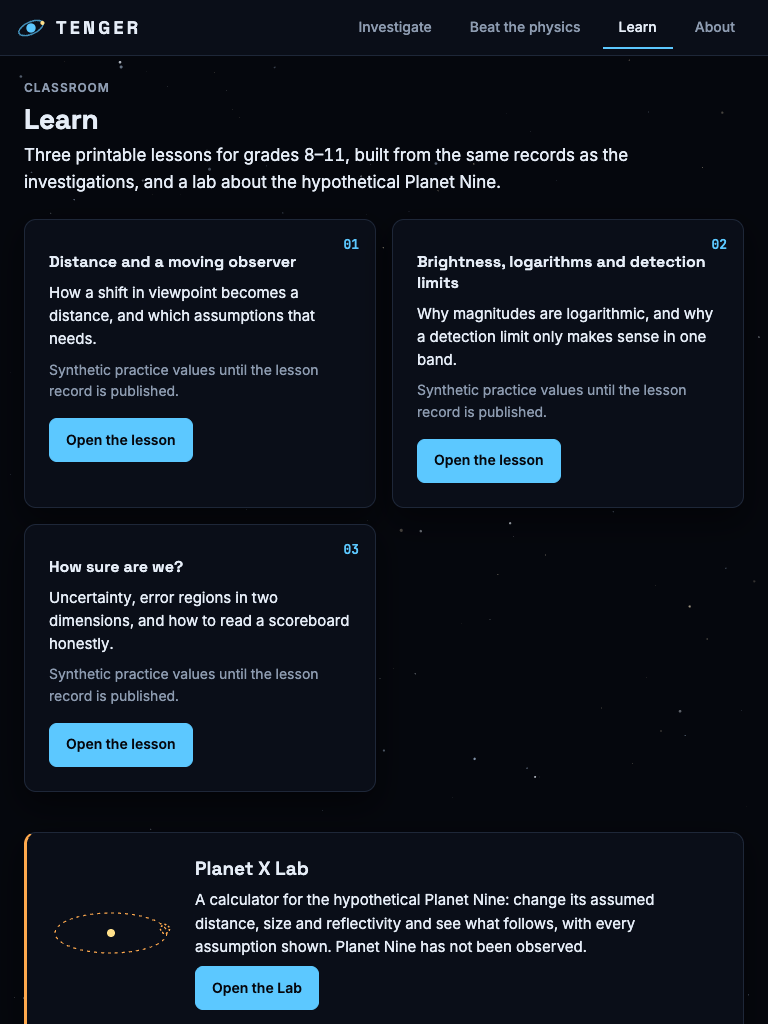 TENGER
Investigate
Beat the physics
Learn
About
CLASSROOM
Learn
Three printable lessons for grades 8–11, built from the same records as the
investigations, and a lab about the hypothetical Planet Nine.
01
Distance and a moving observer
How a shift in viewpoint becomes a
distance, and which assumptions that
needs.
Synthetic practice values until the lesson
record is published.
Open the lesson
02
Brightness, logarithms and detection
limits
Why magnitudes are logarithmic, and why
a detection limit only makes sense in one
band.
Synthetic practice values until the lesson
record is published.
Open the lesson
03
How sure are we?
Uncertainty, error regions in two
dimensions, and how to read a scoreboard
honestly.
Synthetic practice values until the lesson
record is published.
Open the lesson
Planet X Lab
A calculator for the hypothetical Planet Nine: change its assumed
distance, size and reflectivity and see what follows, with every
assumption shown. Planet Nine has not been observed.
Open the Lab